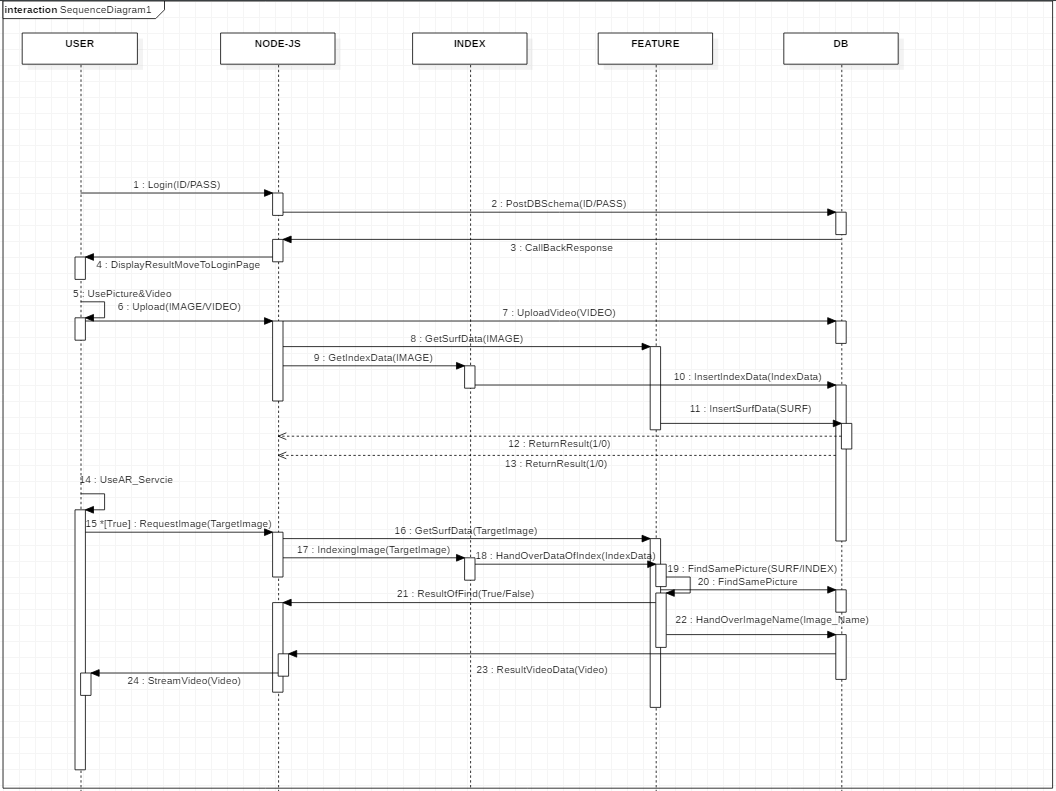 interaction SequenceDiagram1
USER
NODE-JS
INDEX
FEATURE
DB
1 : Login(ID/PASS)
2 : PostDBSchema(ID/PASS)
3 : CallBackResponse
4 : DisplayResultMoveToLoginPage
5 : UsePicture&Video
6 : Upload(IMAGE/VIDEO)
7 : UploadVideo(VIDEO)
8 : GetSurfData(IMAGE)
9 : GetIndexData(IMAGE)
10 : InsertIndexData(IndexData)
11 : InsertSurfData(SURF)
12 : ReturnResult(1/0)
13 : ReturnResult(1/0)
14 : UseAR_Servcie
15 *[True] : RequestImage(TargetImage)
16 : GetSurfData(TargetImage)
17 : IndexingImage(TargetImage)
18 : HandOverDataOfIndex(IndexData)
19 : FindSamePicture(SURF/INDEX)
20 : FindSamePicture
21 : ResultOfFind(True/False)
22 : HandOverImageName(Image_Name)
23 : ResultVideoData(Video)
24 : StreamVideo(Video)